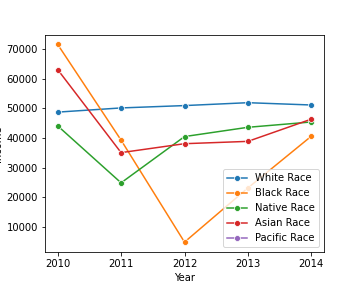 70000
60000
50000
40000
30000
20000
10000
2010 2011 2012 2013 2014
Year
White Race
Black Race
Native Race
Asian Race
Pacific Race